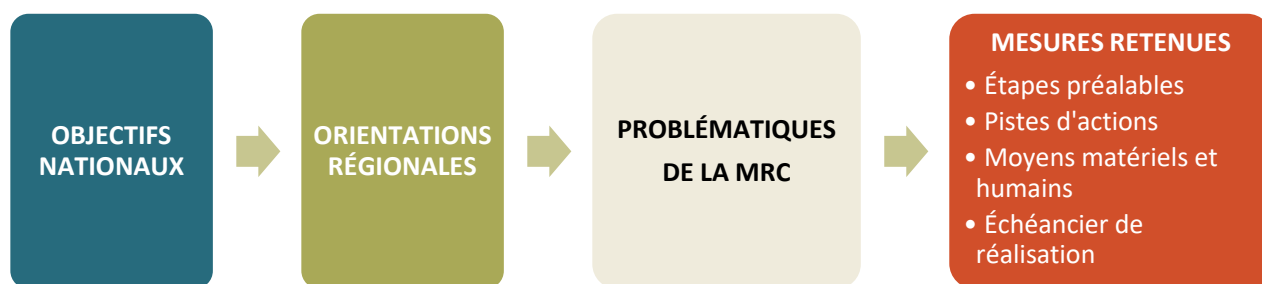 OBJECTIFS
NATIONAUX
ORIENTATIONS
RÉGIONALES
PROBLÉMATIQUES
DE LA MRC
MESURES RETENUES
• Étapes préalables
• Pistes d'actions
• Moyens matériels et
humains
• Échéancier de
réalisation